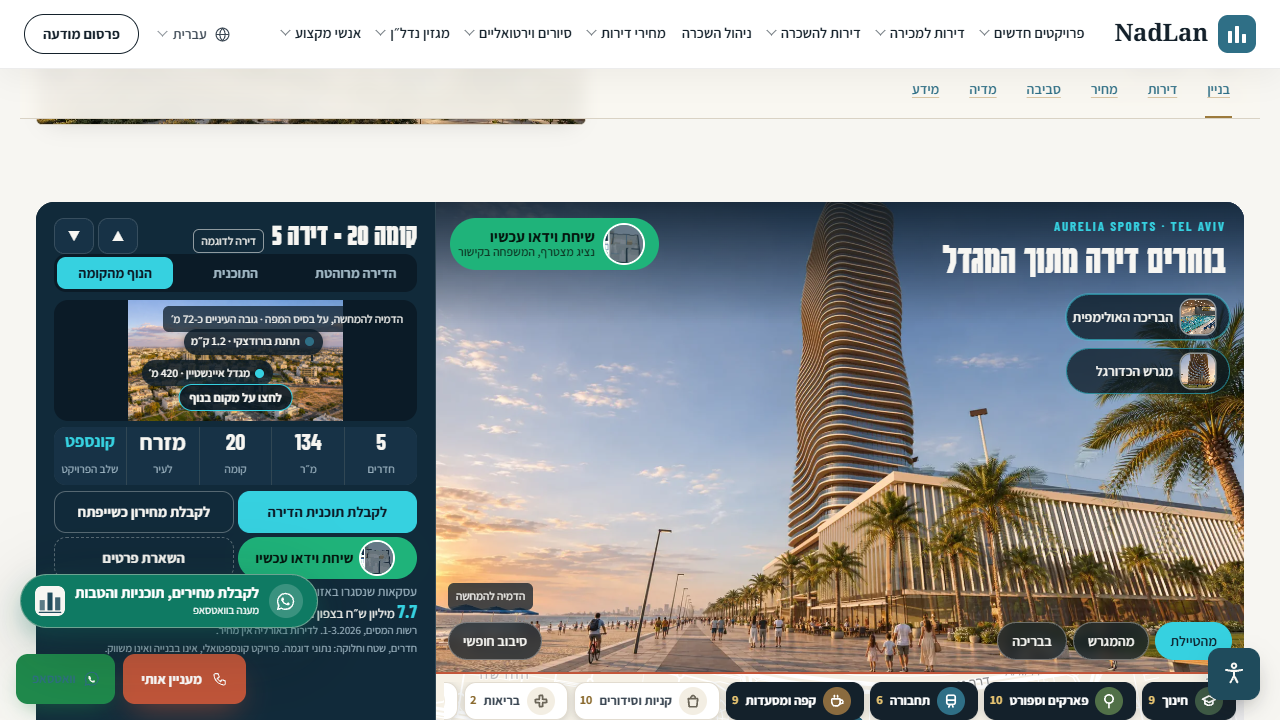 NadLan
פרויקטים חדשים
דירות למכירה
דירות להשכרה
ניהול השכרה
מחירי דירות
סיורים וירטואליים
מגזין נדל״ן
אנשי מקצוע
עברית
פרסום מודעה
בניין
דירות
מחיר
סביבה
מדיה
מידע
AURELIA SPORTS · TEL AVIV
בוחרים דירה מתוך המגדל
הבריכה האולימפית
מגרש הכדורגל
שיחת וידאו עכשיו
נציג מצטרף, המשפחה בקישור
הדמיה להמחשה
סיבוב חופשי
מהטיילת
מהמגרש
בבריכה
חינוך 9
פארקים וספורט 10
תחבורה 6
קפה ומסעדות 9
קניות וסידורים 10
בריאות 2
קומה 20 · דירה 5
דירה לדוגמה
▲
▼
הדירה מרוהטת
התוכנית
הנוף מהקומה
הדמיה להמחשה, על בסיס המפה · גובה העיניים כ-72 מ׳
תחנת בורודצקי · 1.2 ק״מ
מגדל איינשטיין · 420 מ׳
לחצו על מקום בנוף
5
חדרים
134
מ״ר
20
קומה
מזרח
לעיר
קונספט
שלב הפרויקט
לקבלת תוכנית הדירה
לקבלת מחירון כשייפתח
שיחת וידאו עכשיו
השארת פרטים
עסקאות שנסגרו באזור
7.7 מיליון ש״ח בצפון
רשות המסים, 1-3.2026. לדירות באורליה אין מחיר.
חדרים, שטח וחלוקה: נתוני דוגמה. פרויקט קונספטואלי, אינו בבנייה ואינו משווק.
לקבלת מחירים, תוכניות והטבות
מענה בוואטסאפ
מעניין אותי